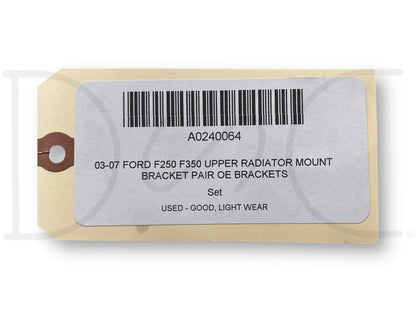 A0240064
03-07 FORD F250 F350 UPPER RADIATOR MOUNT
BRACKET PAIR OE BRACKETS
Set
USED - GOOD, LIGHT WEAR